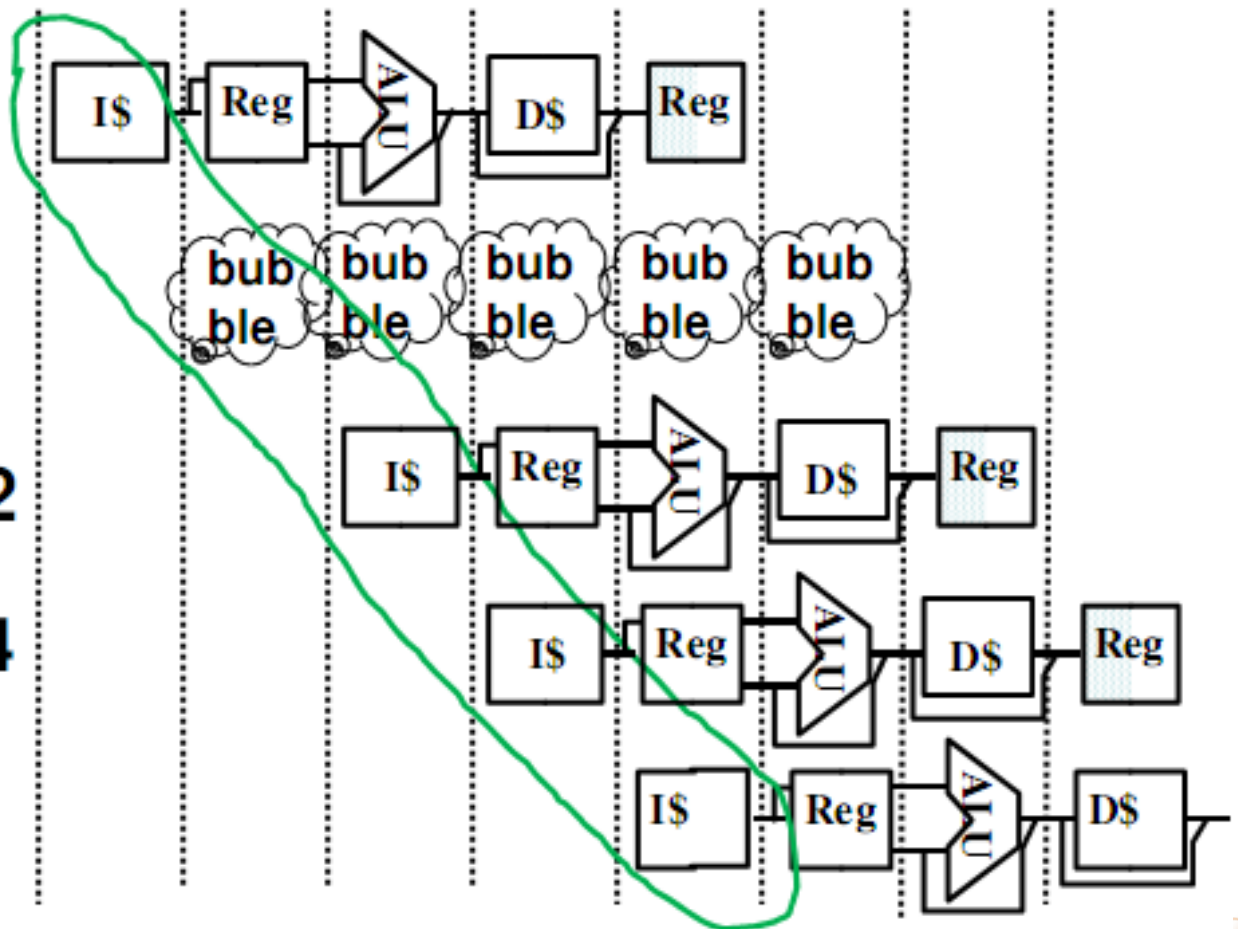 I$ Reg ALU D$ Reg
bub bub bub bub bub
ble ble ble ble ble
2 I$ Reg ALU D$ Reg
4 I$ Reg ALU D$ Reg
I$ Reg ALU D$